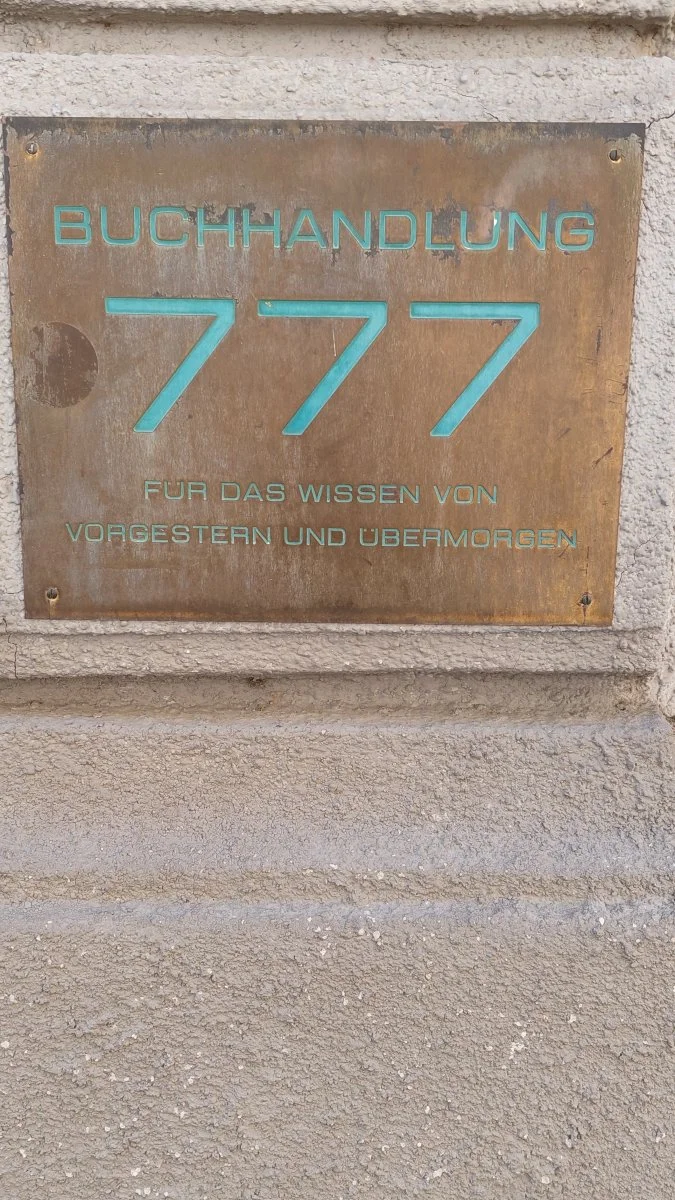 BUCHHANDLUNG
777
FÜR DAS WISSEN VON
VORGESTERN UND ÜBERMORGEN